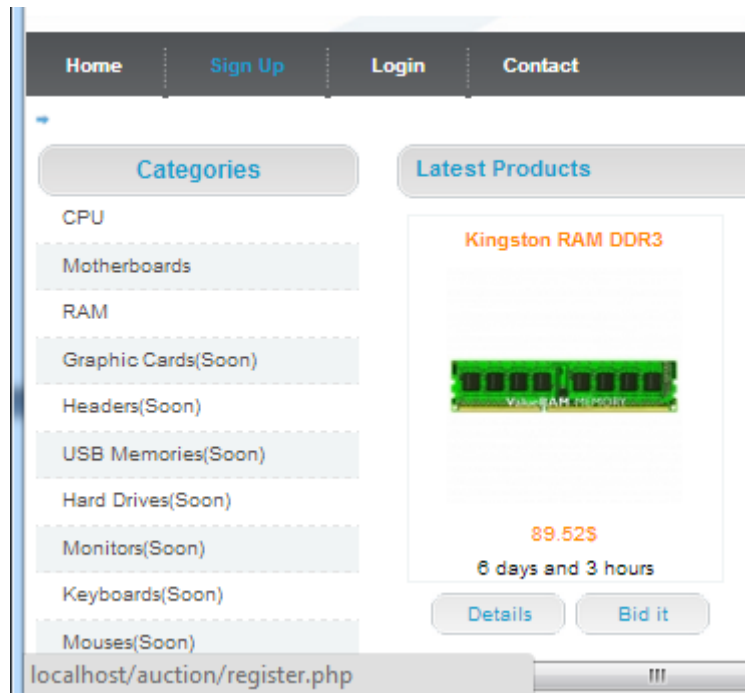 Home Sign Up Login Contact
Categories
CPU
Motherboards
RAM
Graphic Cards(Soon)
Headers(Soon)
USB Memories(Soon)
Hard Drives(Soon)
Monitors(Soon)
Keyboards(Soon)
Mouses(Soon)
Latest Products
Kingston RAM DDR3
ValueRAM MEMORY
89.52$
6 days and 3 hours
Details Bid it
localhost/auction/register.php